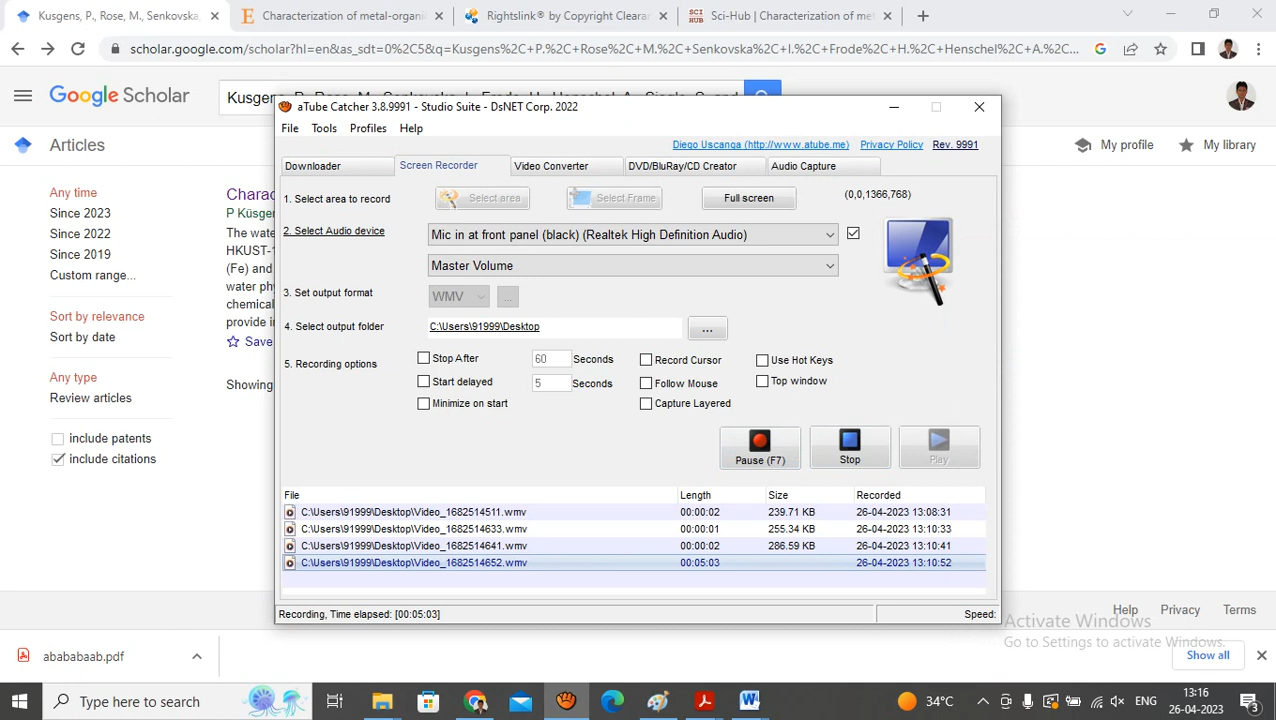 Kusgens, P., Rose, M., Senkovska,
Characterization of metal-organi
Rightslink® by Copyright Clearan
SCI HUB
Sci-Hub | Characterization of met
scholar.google.com/scholar?hl=en&as_sdt=0%2C5&q=Kusgens%2C+P.%2C+Rose%2C+M.%2C+Senkovska%2C+I.%2C+Frode%2C+H.%2C+Henschel+A.%2C...
Google Scholar
Articles
My profile
My library
Any time
Since 2023
Since 2022
Since 2019
Custom range...
Sort by relevance
Sort by date
Any type
Review articles
include patents
include citations
Charac
P Küsgen
The wate
HKUST-1
(Fe) and
water phy
chemical
provide in
Save
Showing
aTube Catcher 3.8.9991 - Studio Suite - DsNET Corp. 2022
File Tools Profiles Help
Diego Uscanga (http://www.atube.me) Privacy Policy Rev. 9991
Downloader Screen Recorder Video Converter DVD/BluRay/CD Creator Audio Capture
1. Select area to record Select area Select Frame Full screen (0,0,1366,768)
2. Select Audio device Mic in at front panel (black) (Realtek High Definition Audio)
Master Volume
3. Set output format WMV ...
4. Select output folder C:\Users\91999\Desktop ...
5. Recording options
Stop After 60 Seconds Record Cursor Use Hot Keys
Start delayed 5 Seconds Follow Mouse Top window
Minimize on start Capture Layered
Pause (F7) Stop Play
File Length Size Recorded
C:\Users\91999\Desktop\Video_1682514511.wmv 00:00:02 239.71 KB 26-04-2023 13:08:31
C:\Users\91999\Desktop\Video_1682514633.wmv 00:00:01 255.34 KB 26-04-2023 13:10:33
C:\Users\91999\Desktop\Video_1682514641.wmv 00:00:02 286.59 KB 26-04-2023 13:10:41
C:\Users\91999\Desktop\Video_1682514652.wmv 00:05:03 26-04-2023 13:10:52
Recording, Time elapsed: [00:05:03] Speed:
Help Privacy Terms
Activate Windows
Go to Settings to activate Windows.
abababaab.pdf
Show all
Type here to search
34°C
ENG
13:16
26-04-2023
3